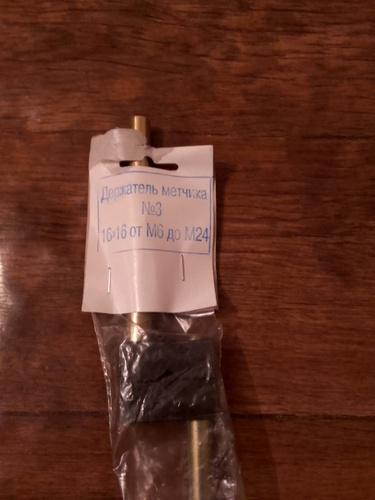 Держатель метчика
№3
16*16 от М6 до М24